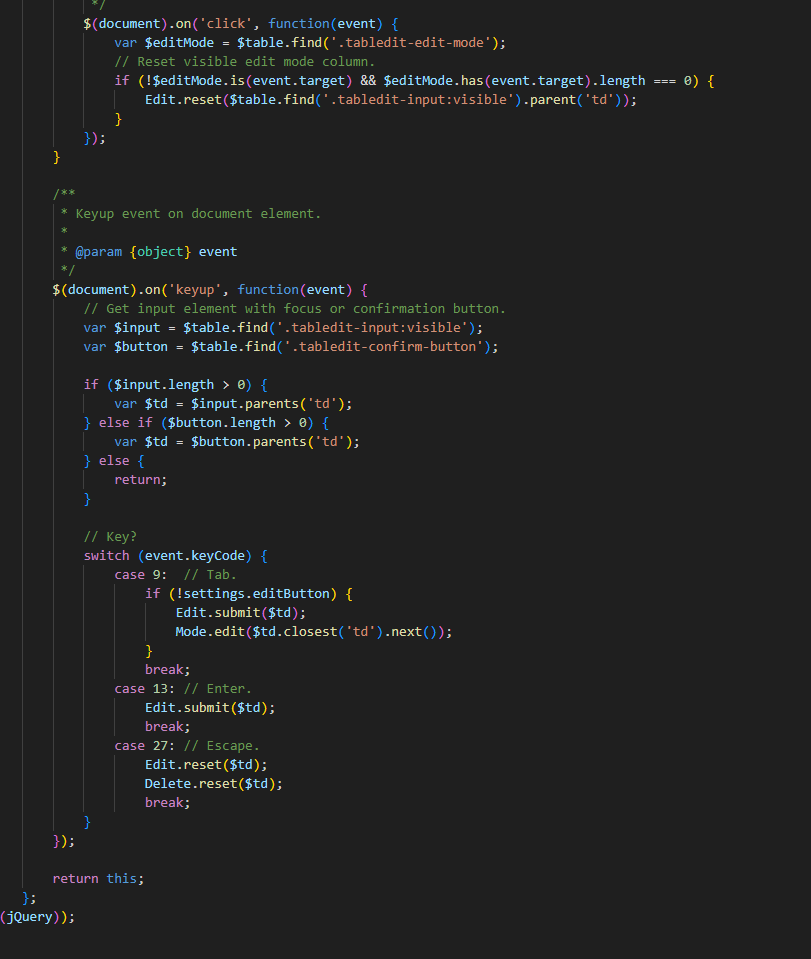 */
$(document).on('click', function(event) {
var $editMode = $table.find('.tabledit-edit-mode');
// Reset visible edit mode column.
if (!$editMode.is(event.target) && $editMode.has(event.target).length === 0) {
Edit.reset($table.find('.tabledit-input:visible').parent('td'));
}
});
}
/**
* Keyup event on document element.
*
* @param {object} event
*/
$(document).on('keyup', function(event) {
// Get input element with focus or confirmation button.
var $input = $table.find('.tabledit-input:visible');
var $button = $table.find('.tabledit-confirm-button');
if ($input.length > 0) {
var $td = $input.parents('td');
} else if ($button.length > 0) {
var $td = $button.parents('td');
} else {
return;
}
// Key?
switch (event.keyCode) {
case 9:  // Tab.
if (!settings.editButton) {
Edit.submit($td);
Mode.edit($td.closest('td').next());
}
break;
case 13: // Enter.
Edit.submit($td);
break;
case 27: // Escape.
Edit.reset($td);
Delete.reset($td);
break;
}
});
return this;
};
(jQuery));